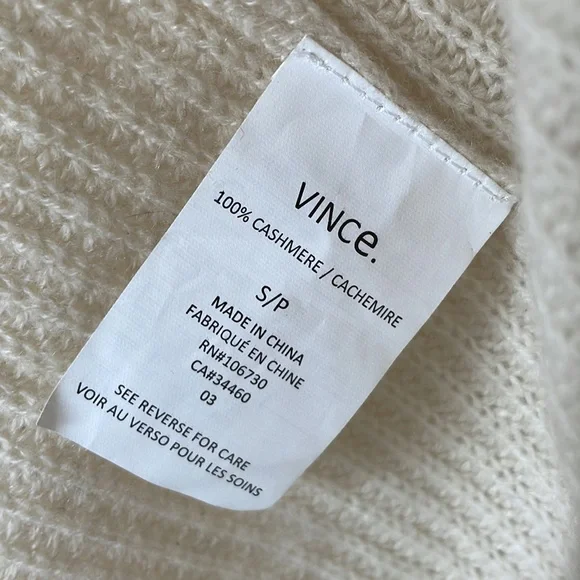 VINCe.
100% CASHMERE / CACHEMIRE
S/P
MADE IN CHINA
FABRIQUÉ EN CHINE
RN#106730
CA#34460
03
SEE REVERSE FOR CARE
VOIR AU VERSO POUR LES SOINS